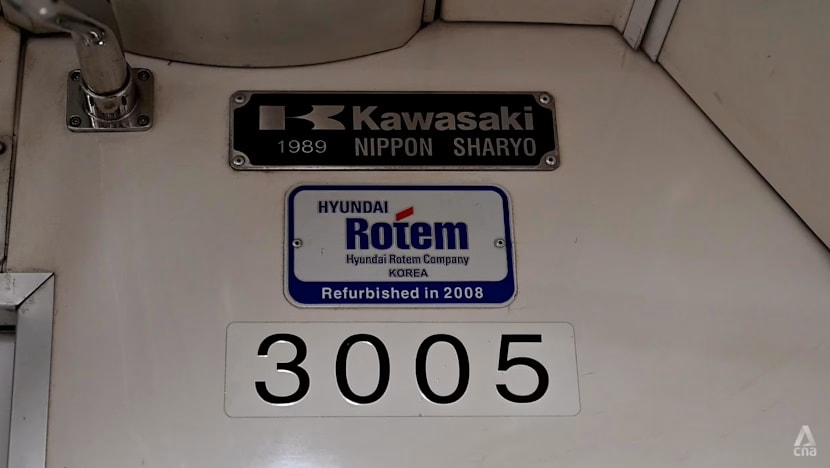 Kawasaki
1989 NIPPON SHARYO
HYUNDAI
Rotem
Hyundai Rotem Company
KOREA
Refurbished in 2008
3005
cna